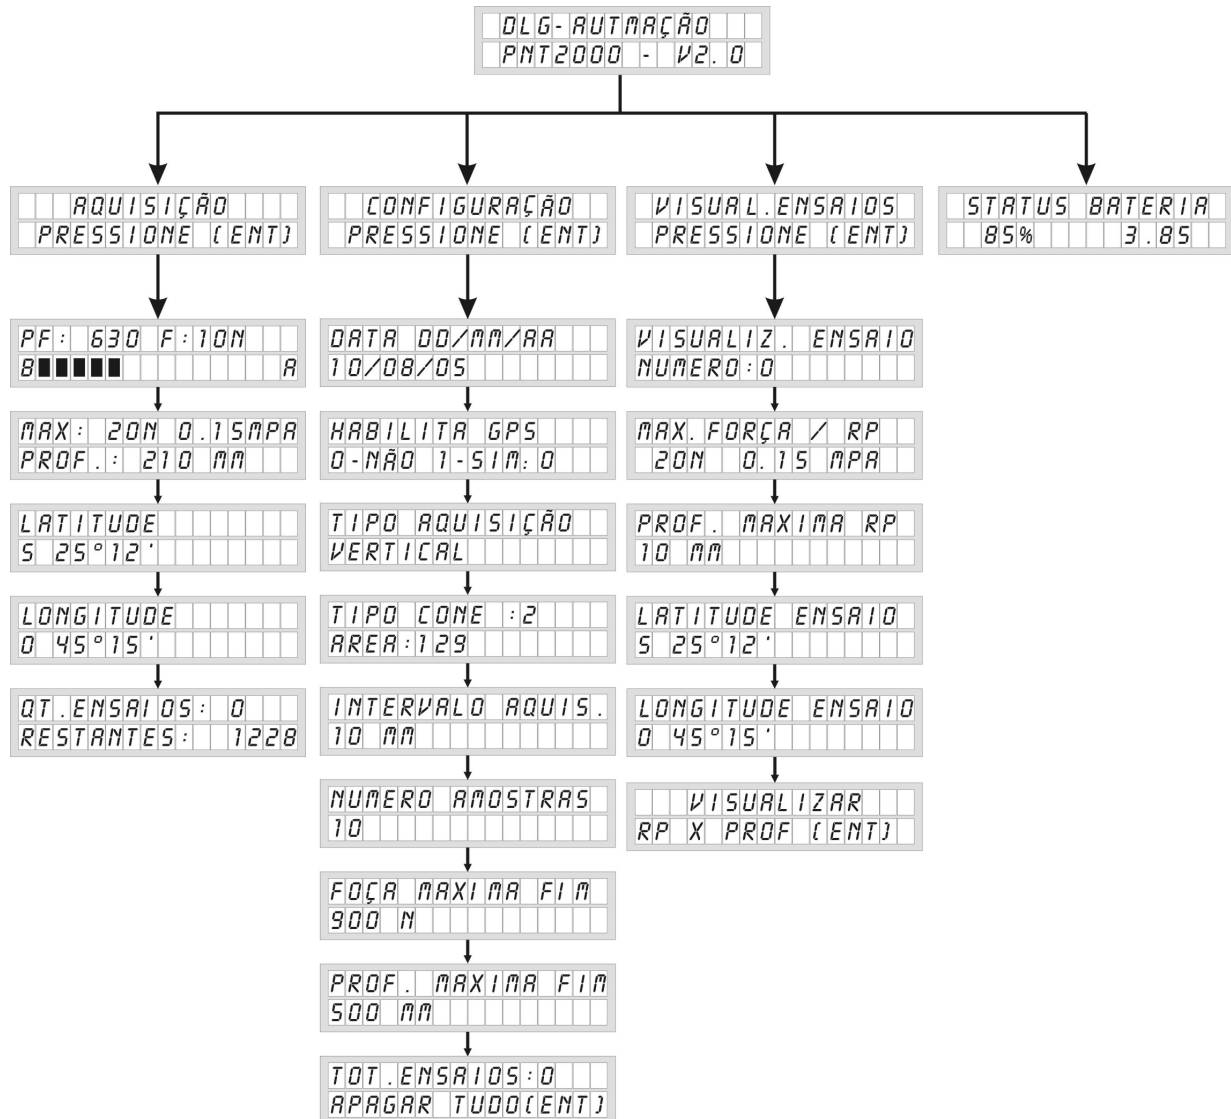 DLG-AUTMAÇÃO
PNT2000 - V2.0
AQUISIÇÃO
PRESSIONE (ENT)
PF: 630 F:10N
B█████ A
MAX: 20N 0.15MPA
PROF.: 210 MM
LATITUDE
S 25°12'
LONGITUDE
O 45°15'
QT.ENSAIOS: 0
RESTANTES: 1228
CONFIGURAÇÃO
PRESSIONE (ENT)
DATA DD/MM/AA
10/08/05
HABILITA GPS
0-NÃO 1-SIM:0
TIPO AQUISIÇÃO
VERTICAL
TIPO CONE :2
AREA:129
INTERVALO AQUIS.
10 MM
NUMERO AMOSTRAS
10
FOÇA MAXIMA FIM
900 N
PROF. MAXIMA FIM
500 MM
TOT.ENSAIOS:0
APAGAR TUDO(ENT)
VISUAL.ENSAIOS
PRESSIONE (ENT)
VISUALIZ. ENSAIO
NUMERO:0
MAX.FORÇA / RP
20N 0.15 MPA
PROF. MAXIMA RP
10 MM
LATITUDE ENSAIO
S 25°12'
LONGITUDE ENSAIO
O 45°15'
VISUALIZAR
RP X PROF (ENT)
STATUS BATERIA
85% 3.85